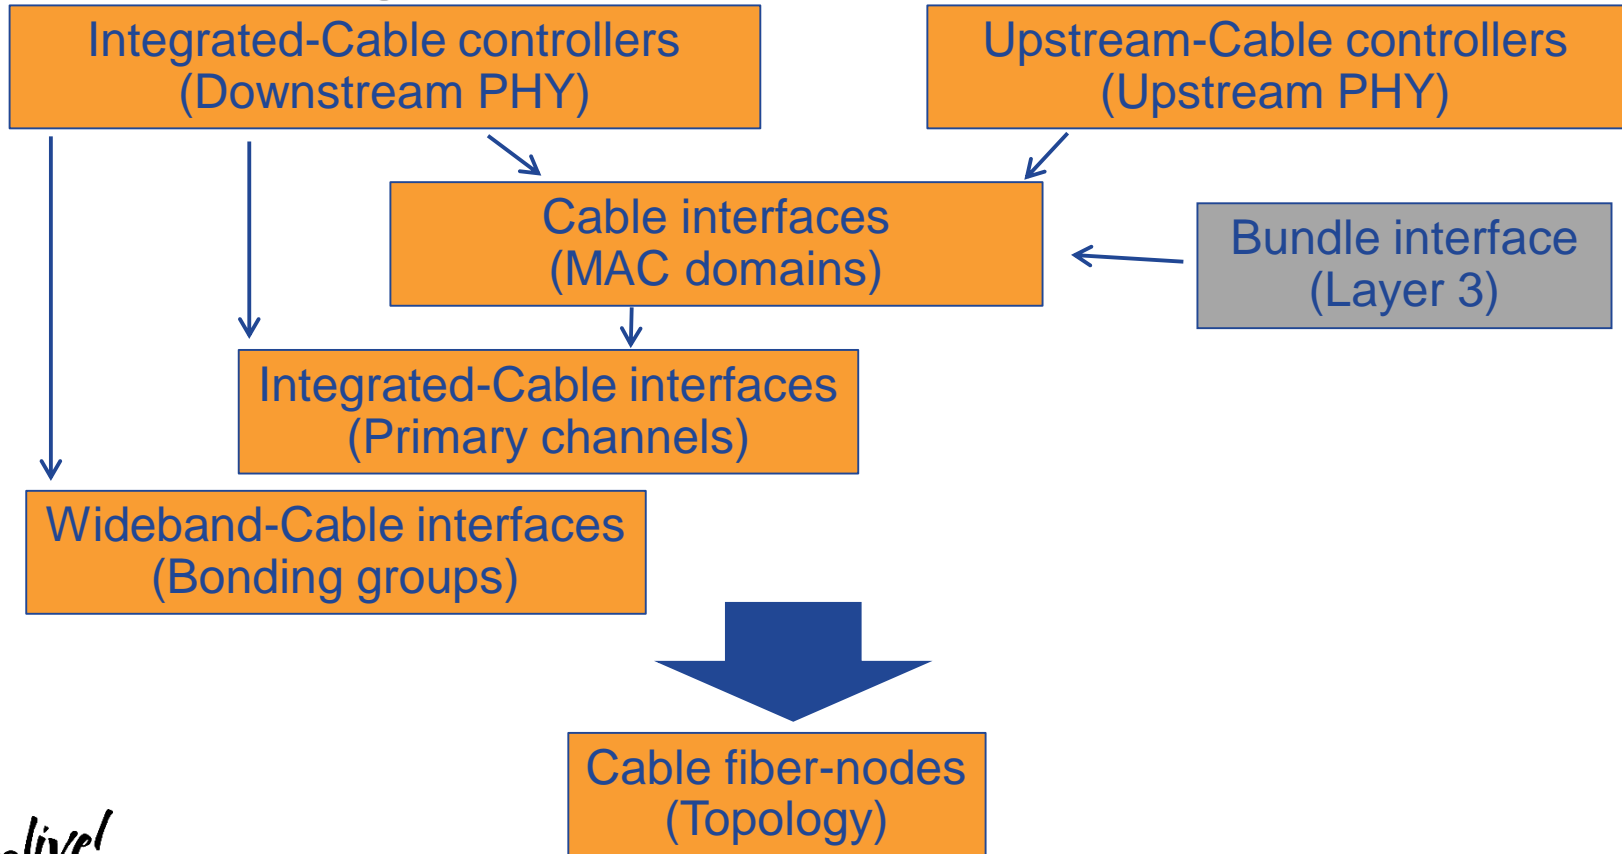 Integrated-Cable controllers
(Downstream PHY)
Upstream-Cable controllers
(Upstream PHY)
Cable interfaces
(MAC domains)
Bundle interface
(Layer 3)
Integrated-Cable interfaces
(Primary channels)
Wideband-Cable interfaces
(Bonding groups)
Cable fiber-nodes
(Topology)
live!